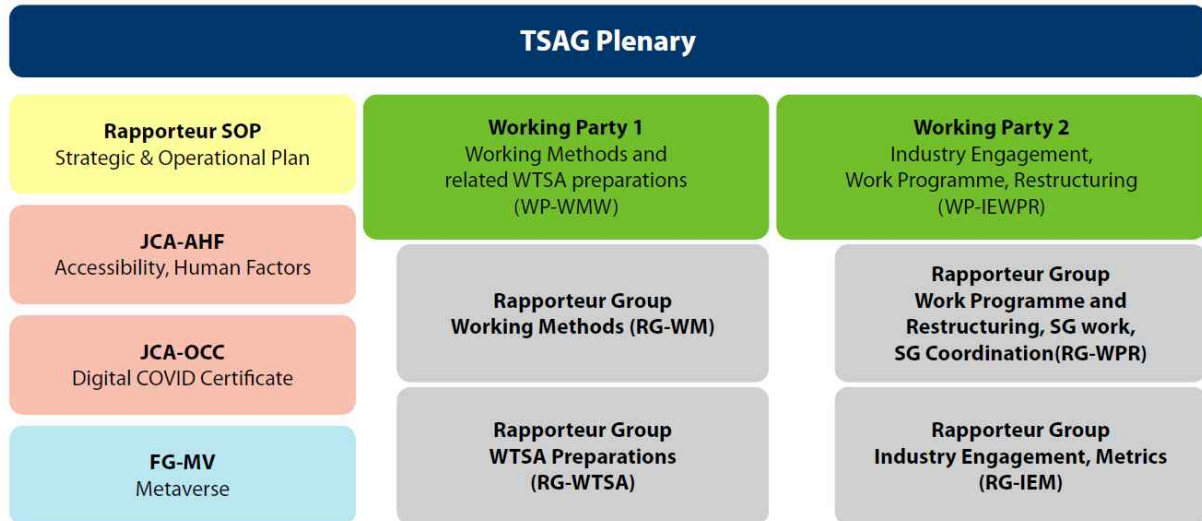 TSAG Plenary
Rapporteur SOP
Strategic & Operational Plan
JCA-AHF
Accessibility, Human Factors
JCA-OCC
Digital COVID Certificate
FG-MV
Metaverse
Working Party 1
Working Methods and
related WTSA preparations
(WP-WMW)
Rapporteur Group
Working Methods (RG-WM)
Rapporteur Group
WTSA Preparations
(RG-WTSA)
Working Party 2
Industry Engagement,
Work Programme, Restructuring
(WP-IEWPR)
Rapporteur Group
Work Programme and
Restructuring, SG work,
SG Coordination(RG-WPR)
Rapporteur Group
Industry Engagement, Metrics
(RG-IEM)